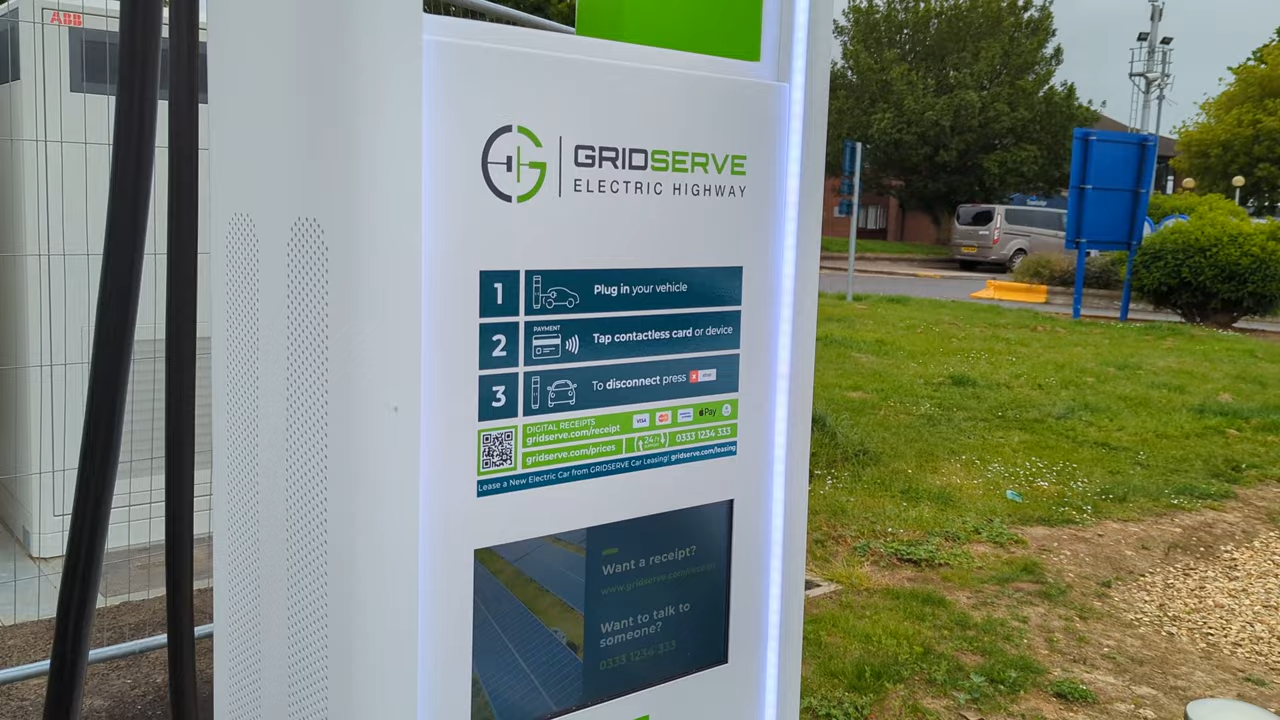 ABB
GRIDSERVE
ELECTRIC HIGHWAY
1
Plug in your vehicle
2
PAYMENT
Tap contactless card or device
3
To disconnect press
DIGITAL RECEIPTS
gridserve.com/receipt
VISA
Pay
gridserve.com/prices
24/7
0333 1234 333
Lease a New Electric Car from GRIDSERVE Car Leasing! gridserve.com/leasing
Want a receipt?
www.gridserve.com/receipt
Want to talk to
someone?
0333 1234 333